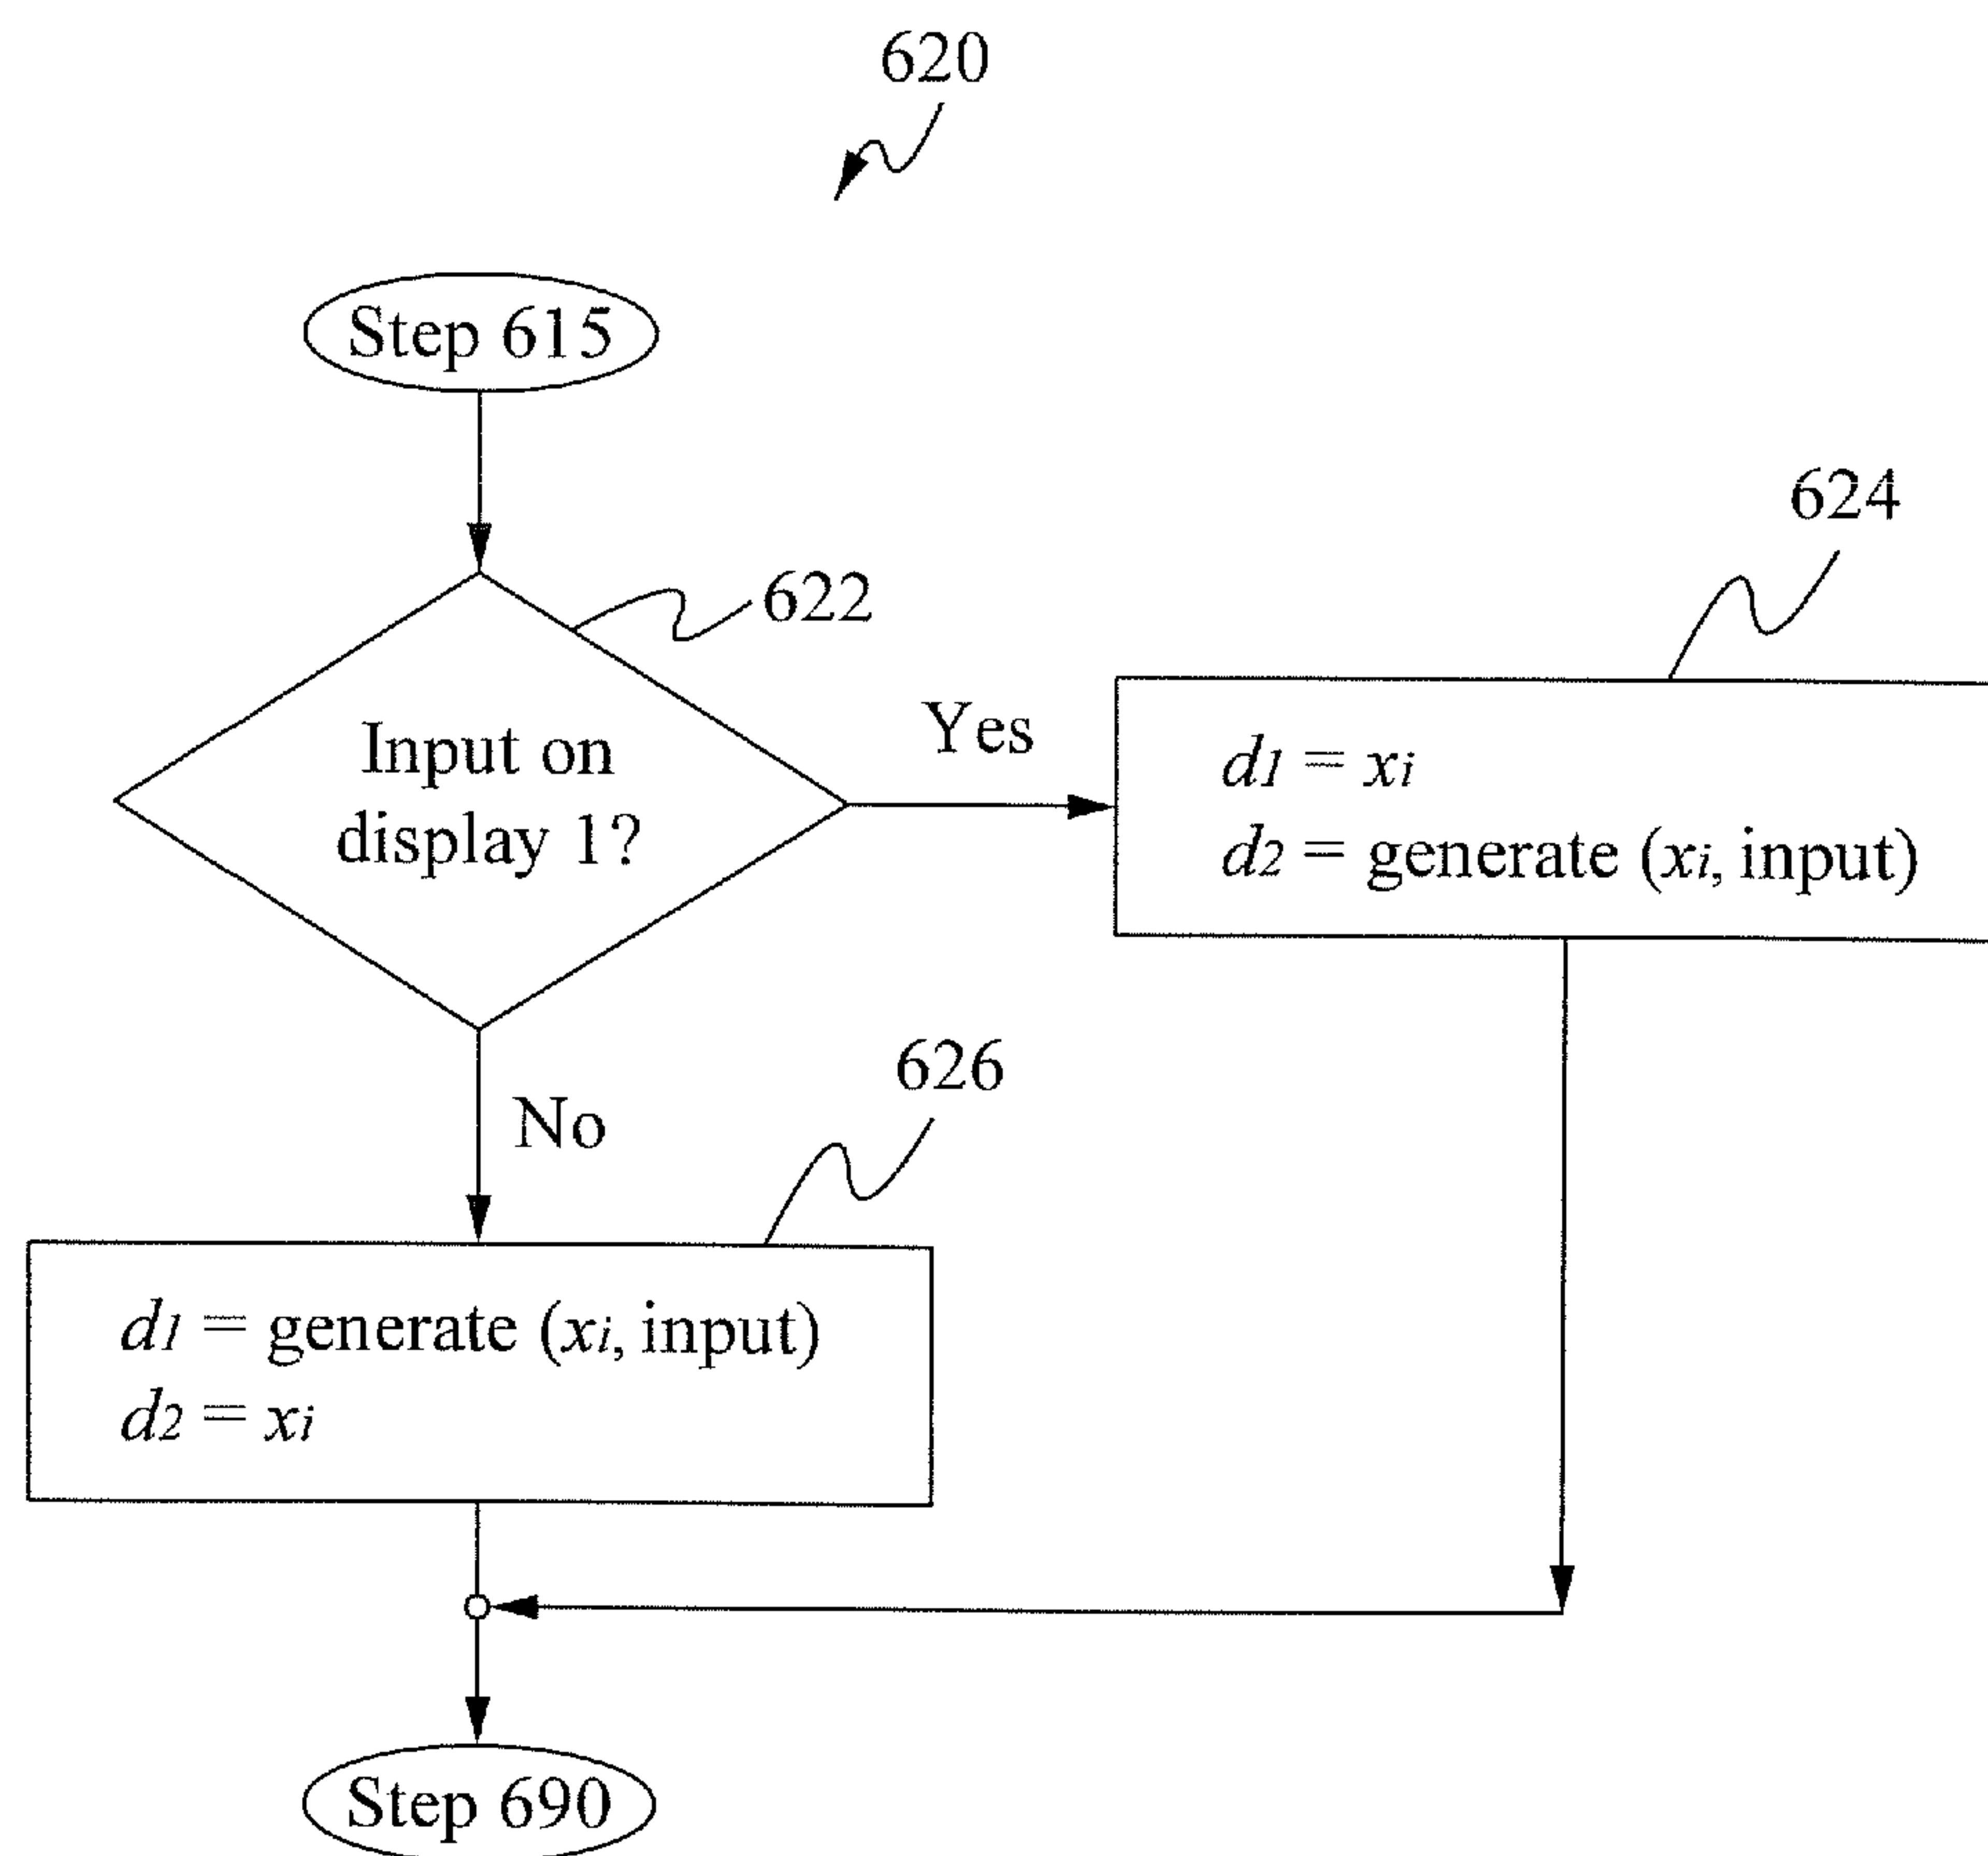 620
Step 615
622
624
Input on
display 1?
Yes
d1 = xi
d2 = generate (xi, input)
No
626
d1 = generate (xi, input)
d2 = xi
Step 690